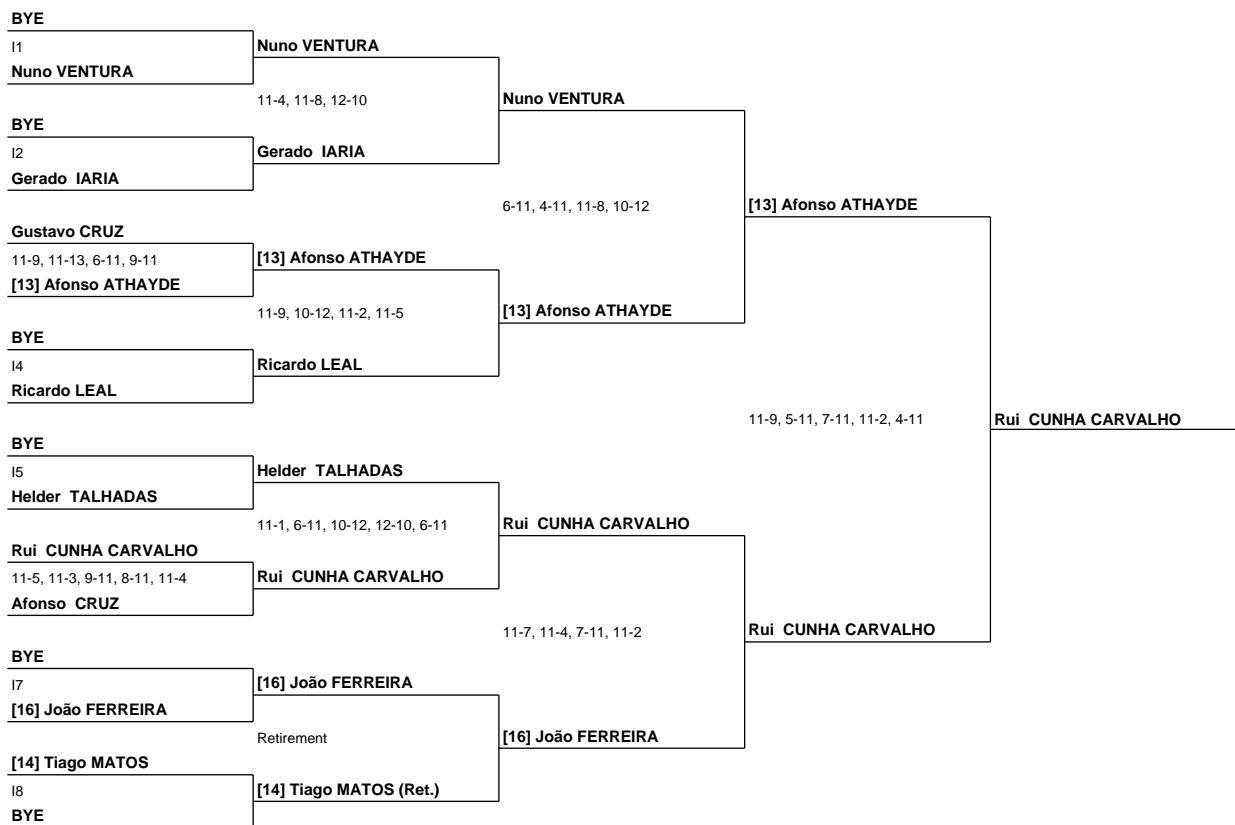 BYE
I1
Nuno VENTURA
Nuno VENTURA
11-4, 11-8, 12-10
Nuno VENTURA
BYE
I2
Gerado IARIA
Gerado IARIA
6-11, 4-11, 11-8, 10-12
[13] Afonso ATHAYDE
Gustavo CRUZ
11-9, 11-13, 6-11, 9-11
[13] Afonso ATHAYDE
[13] Afonso ATHAYDE
11-9, 10-12, 11-2, 11-5
[13] Afonso ATHAYDE
BYE
I4
Ricardo LEAL
Ricardo LEAL
11-9, 5-11, 7-11, 11-2, 4-11
Rui CUNHA CARVALHO
BYE
I5
Helder TALHADAS
Helder TALHADAS
11-1, 6-11, 10-12, 12-10, 6-11
Rui CUNHA CARVALHO
Rui CUNHA CARVALHO
11-5, 11-3, 9-11, 8-11, 11-4
Afonso CRUZ
Rui CUNHA CARVALHO
11-7, 11-4, 7-11, 11-2
Rui CUNHA CARVALHO
BYE
I7
[16] João FERREIRA
[16] João FERREIRA
Retirement
[16] João FERREIRA
[14] Tiago MATOS
I8
BYE
[14] Tiago MATOS (Ret.)